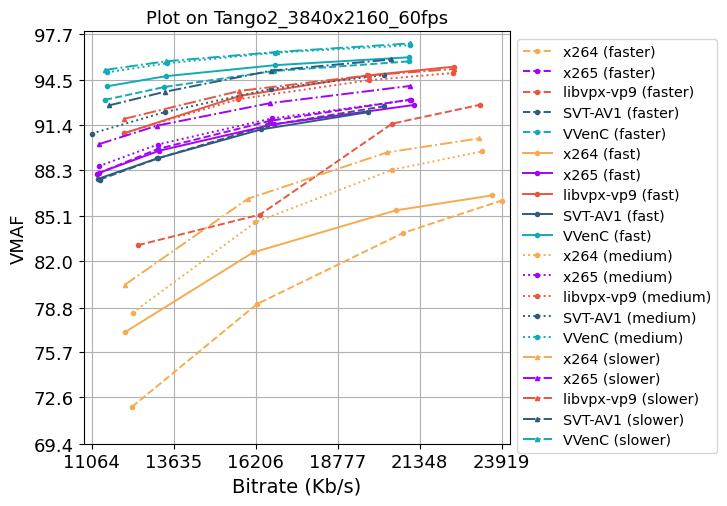 Plot on Tango2_3840x2160_60fps
97.7
94.5
91.4
88.3
85.1
82.0
78.8
75.7
72.6
69.4
VMAF
11064 13635 16206 18777 21348 23919
Bitrate (Kb/s)
x264 (faster)
x265 (faster)
libvpx-vp9 (faster)
SVT-AV1 (faster)
VVenC (faster)
x264 (fast)
x265 (fast)
libvpx-vp9 (fast)
SVT-AV1 (fast)
VVenC (fast)
x264 (medium)
x265 (medium)
libvpx-vp9 (medium)
SVT-AV1 (medium)
VVenC (medium)
x264 (slower)
x265 (slower)
libvpx-vp9 (slower)
SVT-AV1 (slower)
VVenC (slower)